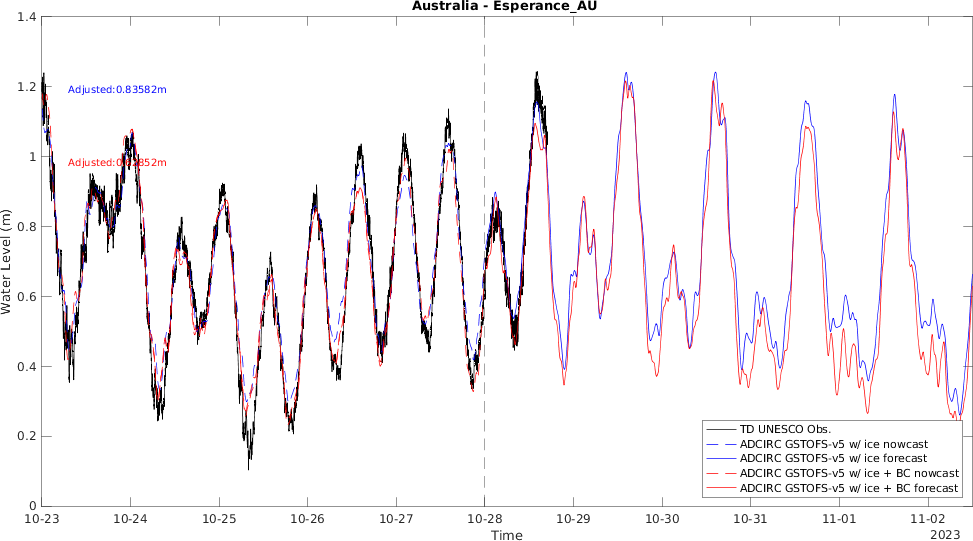 Australia - Esperance_AU
1.4
1.2
1
0.8
0.6
0.4
0.2
0
Water Level (m)
Adjusted:0.83582m
TD UNESCO Obs.
ADCIRC GSTOFS-v5 w/ ice nowcast
ADCIRC GSTOFS-v5 w/ ice forecast
ADCIRC GSTOFS-v5 w/ ice + BC nowcast
ADCIRC GSTOFS-v5 w/ ice + BC forecast
10-23 10-24 10-25 10-26 10-27 10-28 10-29 10-30 10-31 11-01 11-02
Time
2023